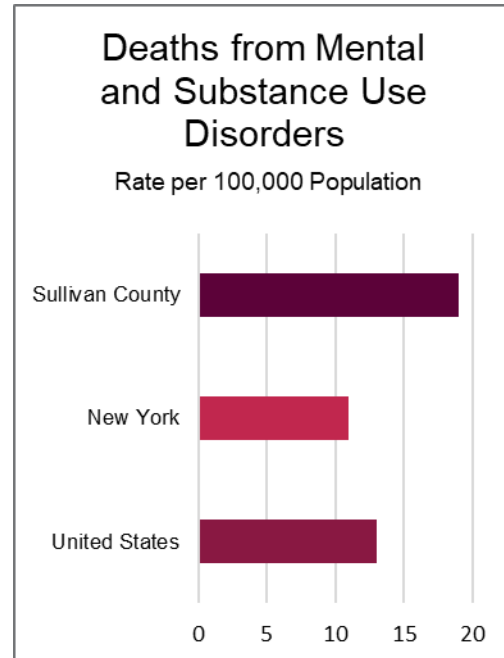 Deaths from Mental
and Substance Use
Disorders
Rate per 100,000 Population
Sullivan County
New York
United States
0 5 10 15 20